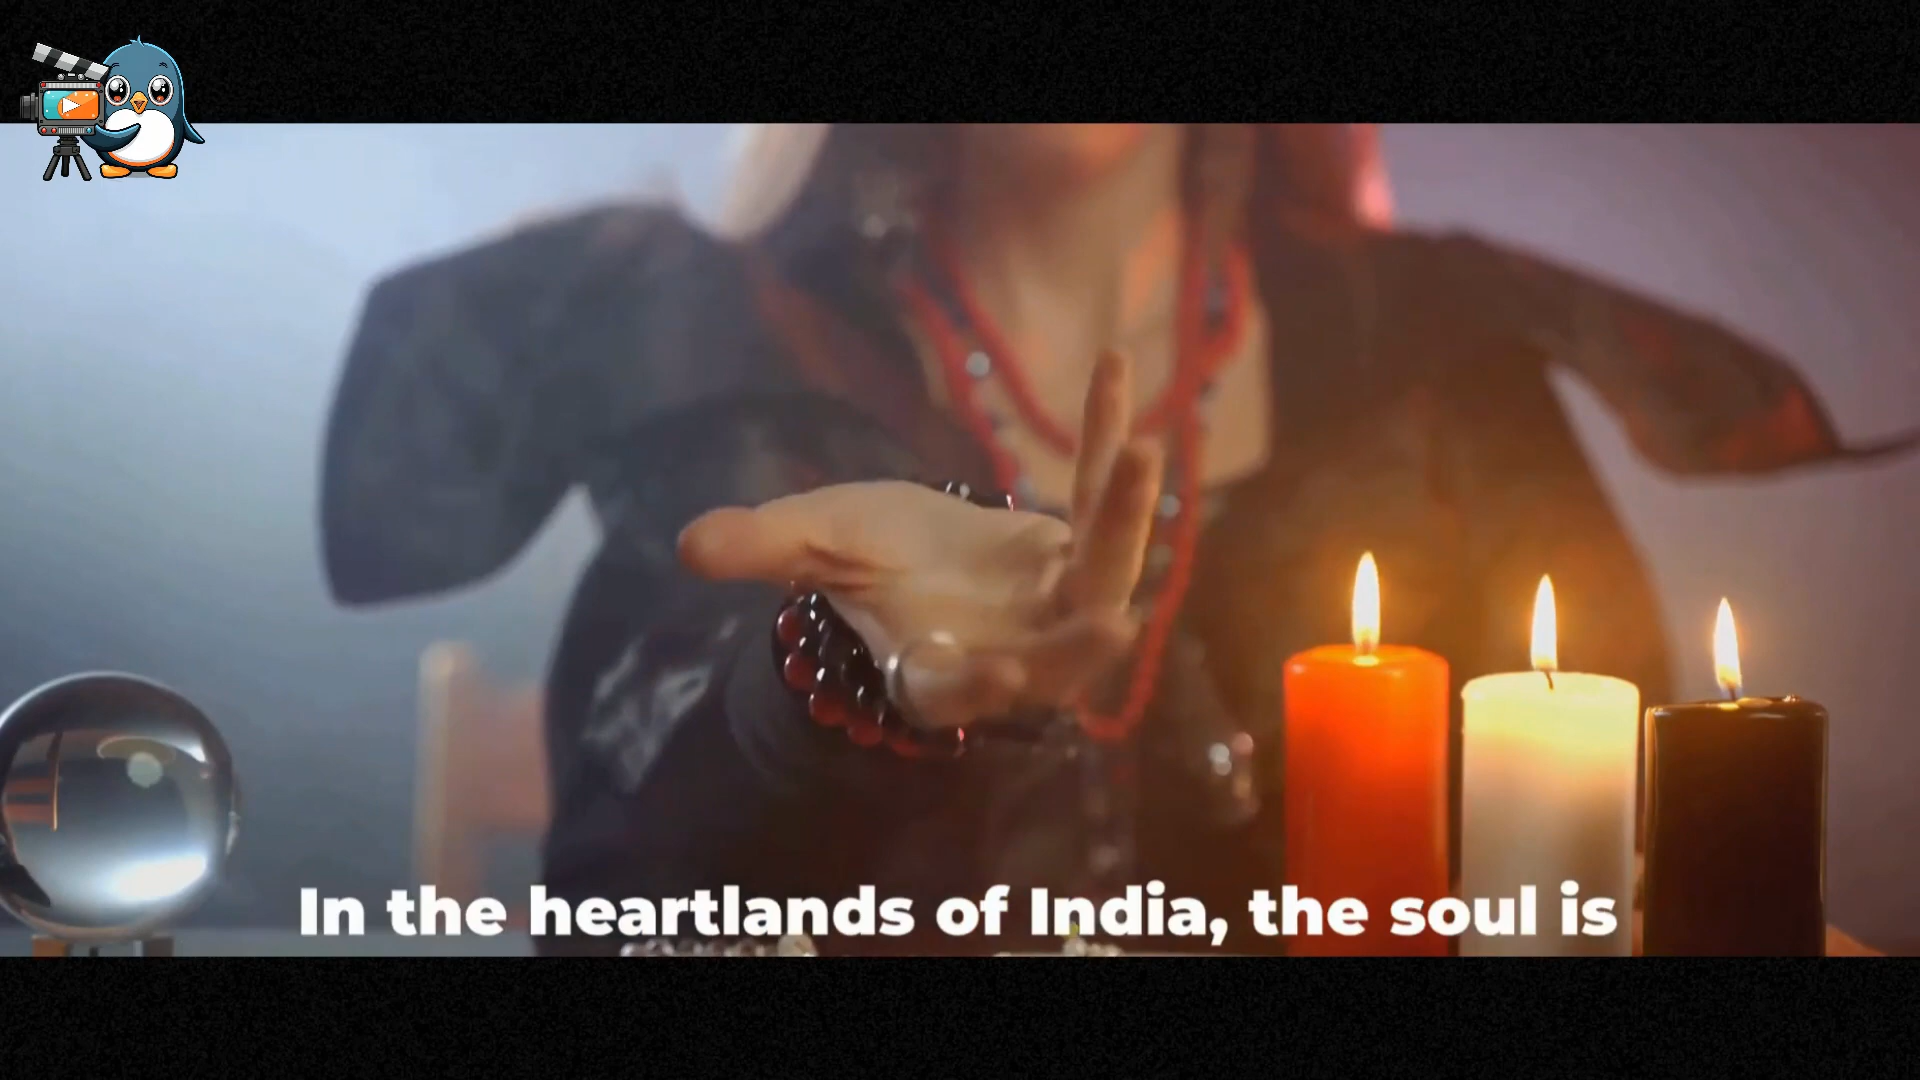 In the heartlands of India, the soul is